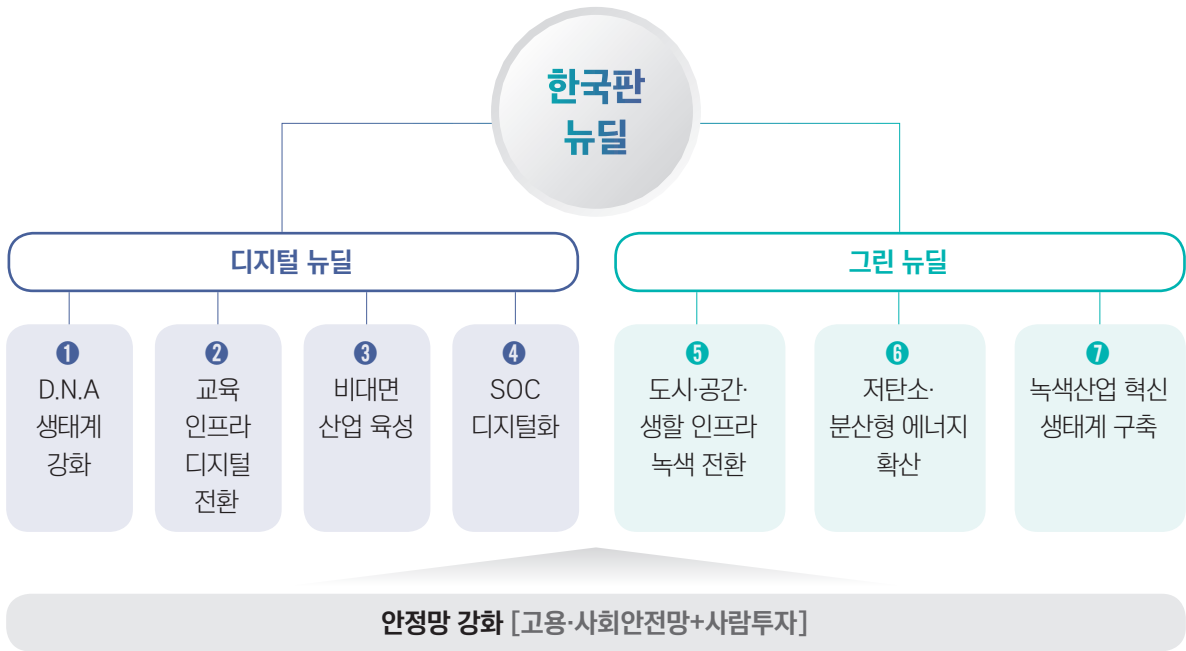 한국판
뉴딜
디지털 뉴딜
그린 뉴딜
❶
D.N.A
생태계
강화
❷
교육
인프라
디지털
전환
❸
비대면
산업 육성
❹
SOC
디지털화
❺
도시·공간·
생활 인프라
녹색 전환
❻
저탄소·
분산형 에너지
확산
❼
녹색산업 혁신
생태계 구축
안정망 강화 [고용·사회안전망+사람투자]